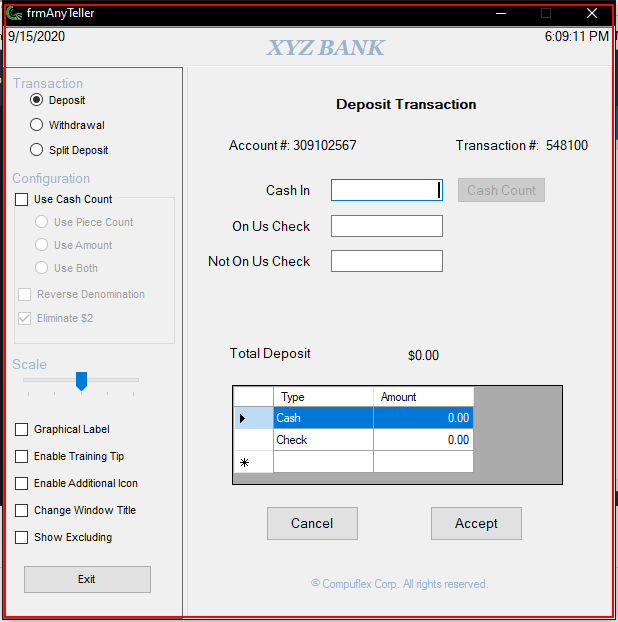 frmAnyTeller
9/15/2020
6:09:11 PM
XYZ BANK
Transaction
Deposit
Withdrawal
Split Deposit
Configuration
Use Cash Count
Use Piece Count
Use Amount
Use Both
Reverse Denomination
Eliminate $2
Scale
Graphical Label
Enable Training Tip
Enable Additional Icon
Change Window Title
Show Excluding
Exit
Deposit Transaction
Account #: 309102567
Transaction #: 548100
Cash In
Cash Count
On Us Check
Not On Us Check
Total Deposit $0.00
Type Amount
Cash 0.00
Check 0.00
Cancel
Accept
© Compuflex Corp. All rights reserved.